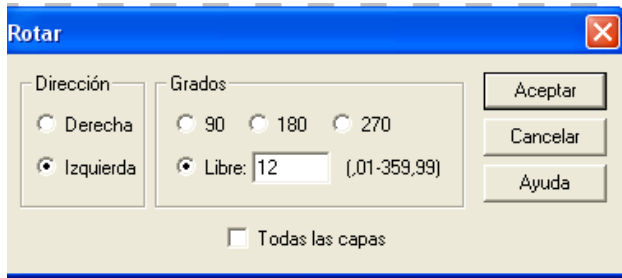 Rotar
Dirección
Derecha
Izquierda
Grados
90 180 270
Libre: 12 (,01-359,99)
Aceptar
Cancelar
Ayuda
Todas las capas